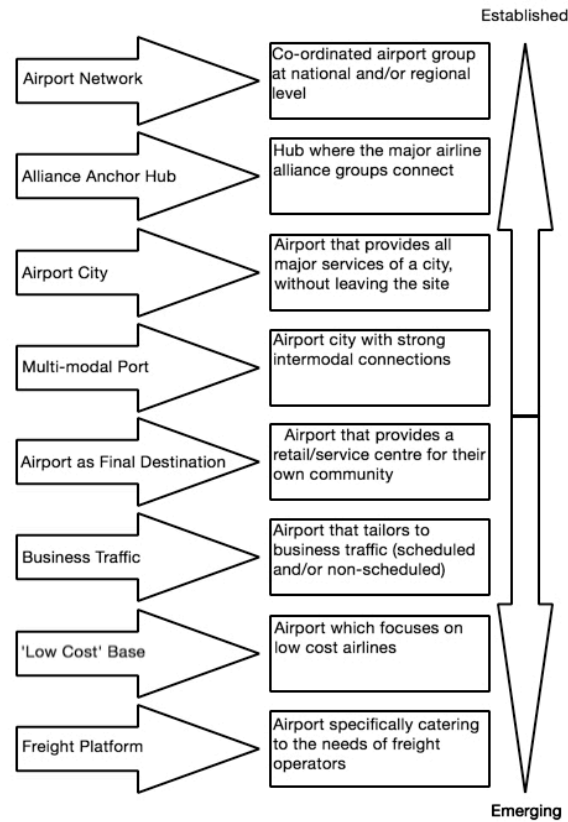 Established
Airport Network
Co-ordinated airport group
at national and/or regional
level
Alliance Anchor Hub
Hub where the major airline
alliance groups connect
Airport City
Airport that provides all
major services of a city,
without leaving the site
Multi-modal Port
Airport city with strong
intermodal connections
Airport as Final Destination
Airport that provides a
retail/service centre for their
own community
Business Traffic
Airport that tailors to
business traffic (scheduled
and/or non-scheduled)
'Low Cost' Base
Airport which focuses on
low cost airlines
Freight Platform
Airport specifically catering
to the needs of freight
operators
Emerging